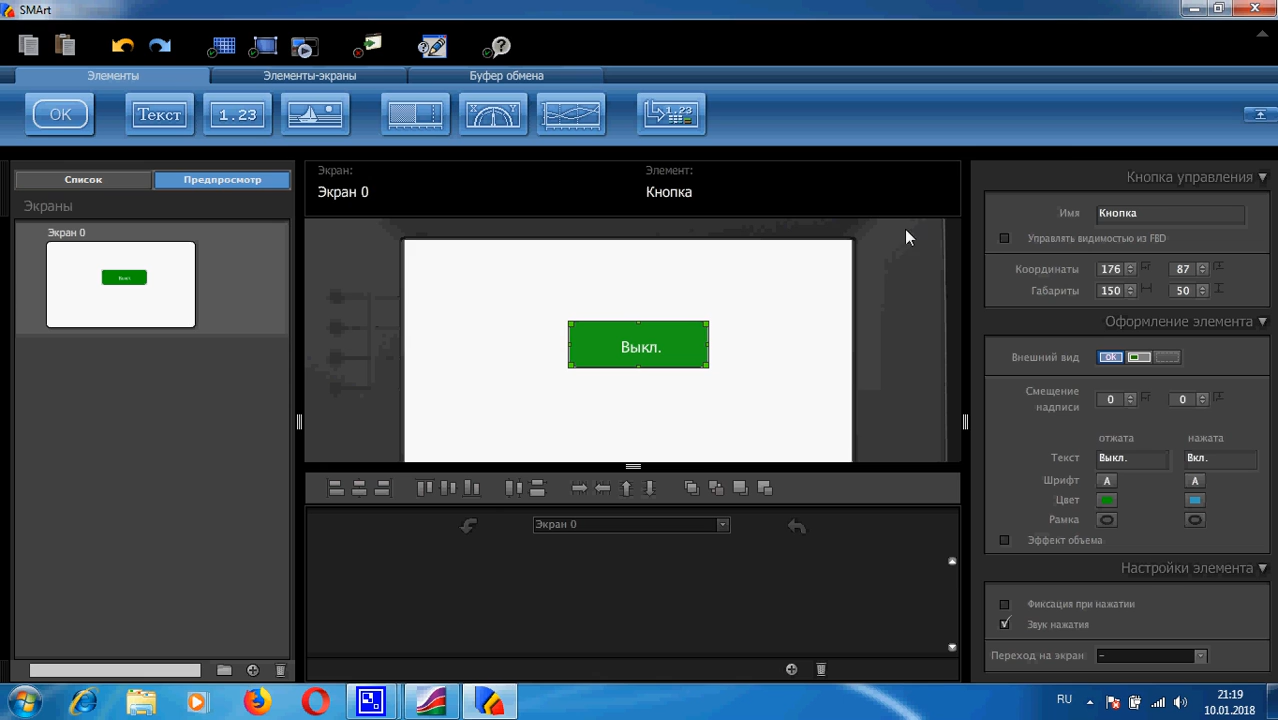 SMArt
Элементы
Элементы-экраны
Буфер обмена
OK
Текст
1.23
X
Y
1.23
Список
Предпросмотр
Экраны
Экран 0
Выкл.
Экран:
Экран 0
Элемент:
Кнопка
Выкл.
Экран 0
Кнопка управления
Имя
Кнопка
Управлять видимостью из FBD
Координаты
176
87
Габариты
150
50
Оформление элемента
Внешний вид
OK
Смещение
надписи
0
0
отжата
нажата
Текст
Выкл.
Вкл.
Шрифт
A
A
Цвет
Рамка
Эффект объема
Настройки элемента
Фиксация при нажатии
Звук нажатия
Переход на экран
–
RU
21:19
10.01.2018